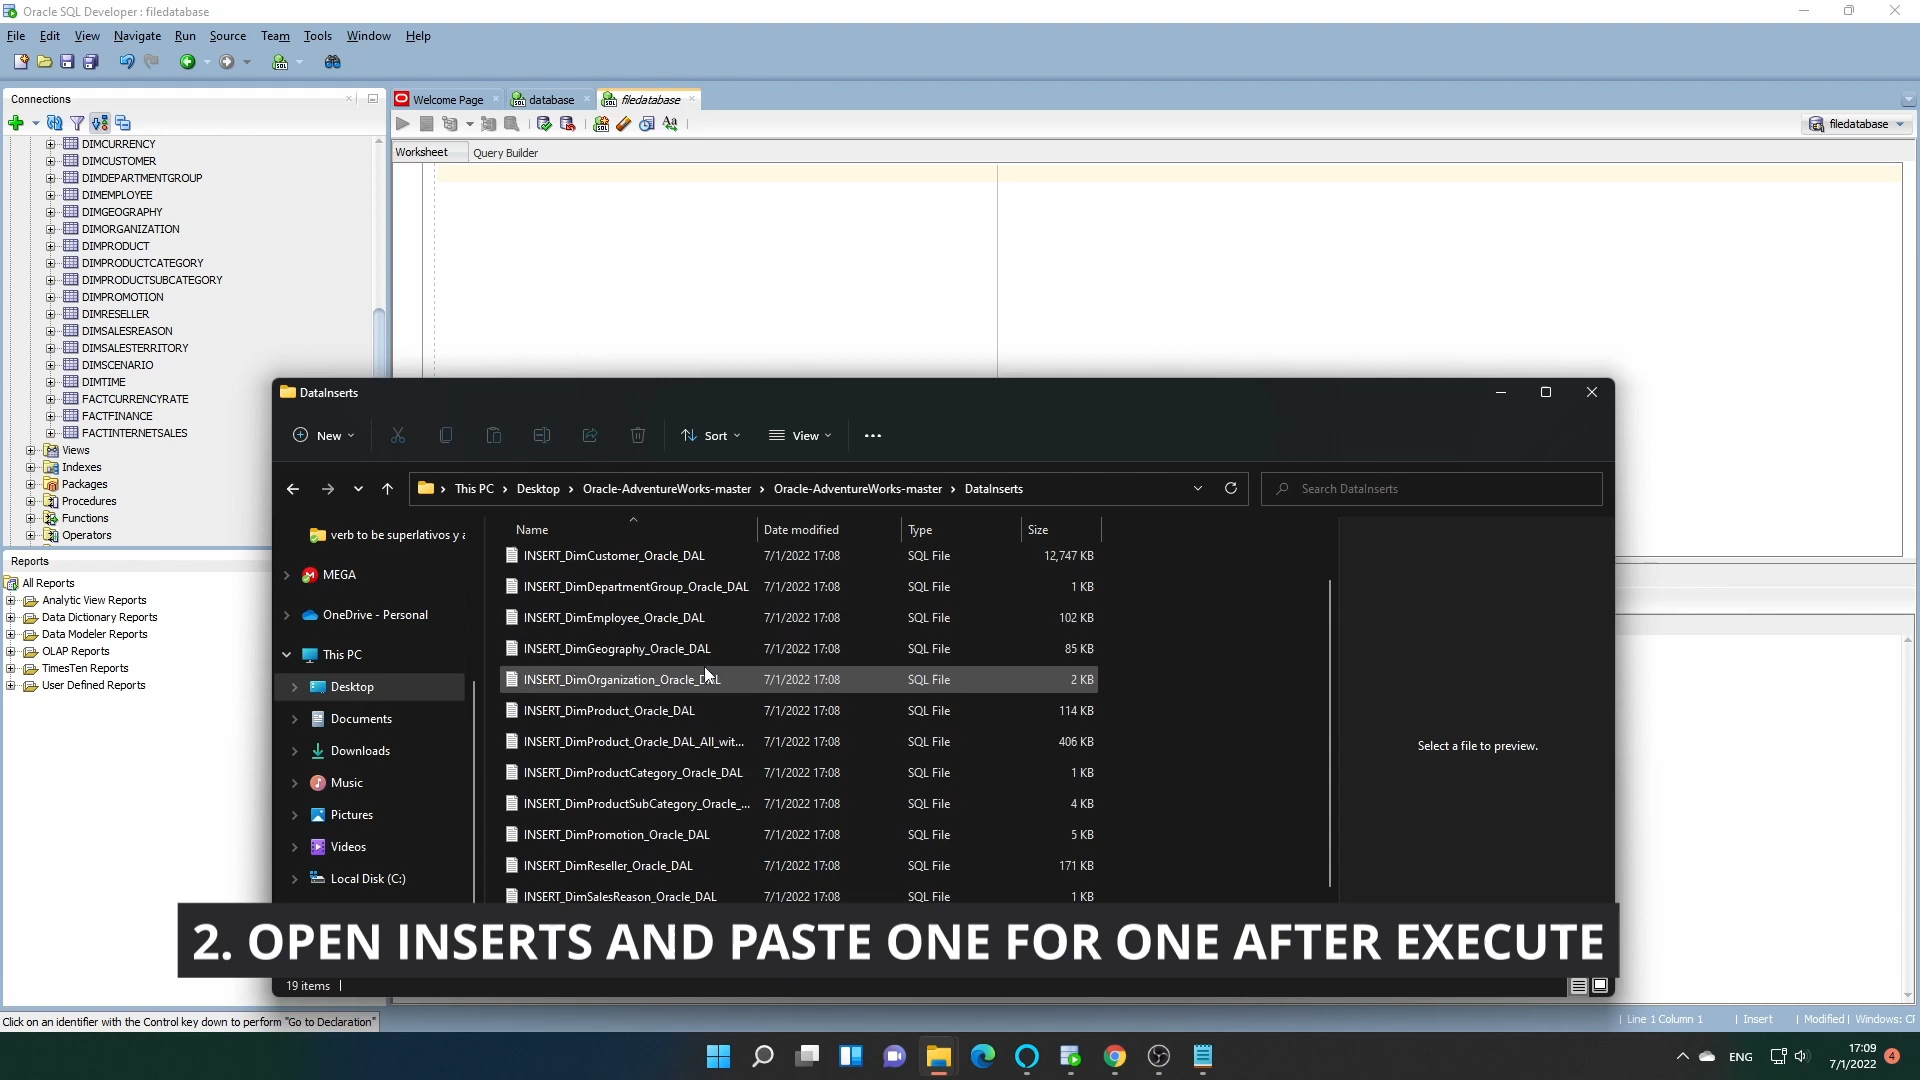 Oracle SQL Developer : filedatabase
File Edit View Navigate Run Source Team Tools Window Help
Connections
Welcome Page
database
filedatabase
filedatabase
Worksheet
Query Builder
DIMCURRENCY
DIMCUSTOMER
DIMDEPARTMENTGROUP
DIMEMPLOYEE
DIMGEOGRAPHY
DIMORGANIZATION
DIMPRODUCT
DIMPRODUCTCATEGORY
DIMPRODUCTSUBCATEGORY
DIMPROMOTION
DIMRESELLER
DIMSALESREASON
DIMSALESTERRITORY
DIMSCENARIO
DIMTIME
FACTCURRENCYRATE
FACTFINANCE
FACTINTERNETSALES
Views
Indexes
Packages
Procedures
Functions
Operators
Reports
All Reports
Analytic View Reports
Data Dictionary Reports
Data Modeler Reports
OLAP Reports
TimesTen Reports
User Defined Reports
DataInserts
New Sort View
This PC > Desktop > Oracle-AdventureWorks-master > Oracle-AdventureWorks-master > DataInserts
Search DataInserts
verb to be superlativos y a
MEGA
OneDrive - Personal
This PC
Desktop
Documents
Downloads
Music
Pictures
Videos
Local Disk (C:)
Name Date modified Type Size
INSERT_DimCustomer_Oracle_DAL 7/1/2022 17:08 SQL File 12,747 KB
INSERT_DimDepartmentGroup_Oracle_DAL 7/1/2022 17:08 SQL File 1 KB
INSERT_DimEmployee_Oracle_DAL 7/1/2022 17:08 SQL File 102 KB
INSERT_DimGeography_Oracle_DAL 7/1/2022 17:08 SQL File 85 KB
INSERT_DimOrganization_Oracle_DAL 7/1/2022 17:08 SQL File 2 KB
INSERT_DimProduct_Oracle_DAL 7/1/2022 17:08 SQL File 114 KB
INSERT_DimProduct_Oracle_DAL_All_wit... 7/1/2022 17:08 SQL File 406 KB
INSERT_DimProductCategory_Oracle_DAL 7/1/2022 17:08 SQL File 1 KB
INSERT_DimProductSubCategory_Oracle_... 7/1/2022 17:08 SQL File 4 KB
INSERT_DimPromotion_Oracle_DAL 7/1/2022 17:08 SQL File 5 KB
INSERT_DimReseller_Oracle_DAL 7/1/2022 17:08 SQL File 171 KB
INSERT_DimSalesReason_Oracle_DAL 7/1/2022 17:08 SQL File 1 KB
Select a file to preview.
2. OPEN INSERTS AND PASTE ONE FOR ONE AFTER EXECUTE
19 items
Click on an identifier with the Control key down to perform "Go to Declaration"
Line 1 Column 1 | Insert | Modified | Windows: CR
ENG
17:09
7/1/2022
4